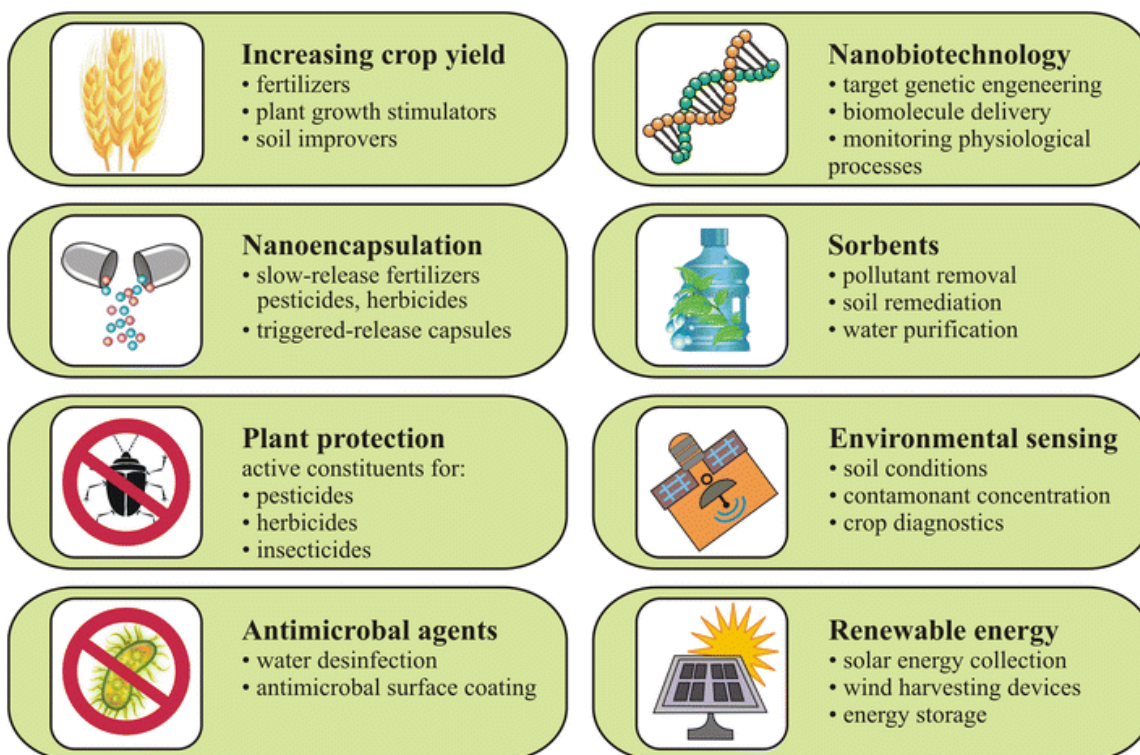 Increasing crop yield
• fertilizers
• plant growth stimulators
• soil improvers
Nanobiotechnology
• target genetic engeneering
• biomolecule delivery
• monitoring physiological
processes
Nanoencapsulation
• slow-release fertilizers
pesticides, herbicides
• triggered-release capsules
Sorbents
• pollutant removal
• soil remediation
• water purification
Plant protection
active constituents for:
• pesticides
• herbicides
• insecticides
Environmental sensing
• soil conditions
• contamonant concentration
• crop diagnostics
Antimicrobial agents
• water desinfection
• antimicrobial surface coating
Renewable energy
• solar energy collection
• wind harvesting devices
• energy storage